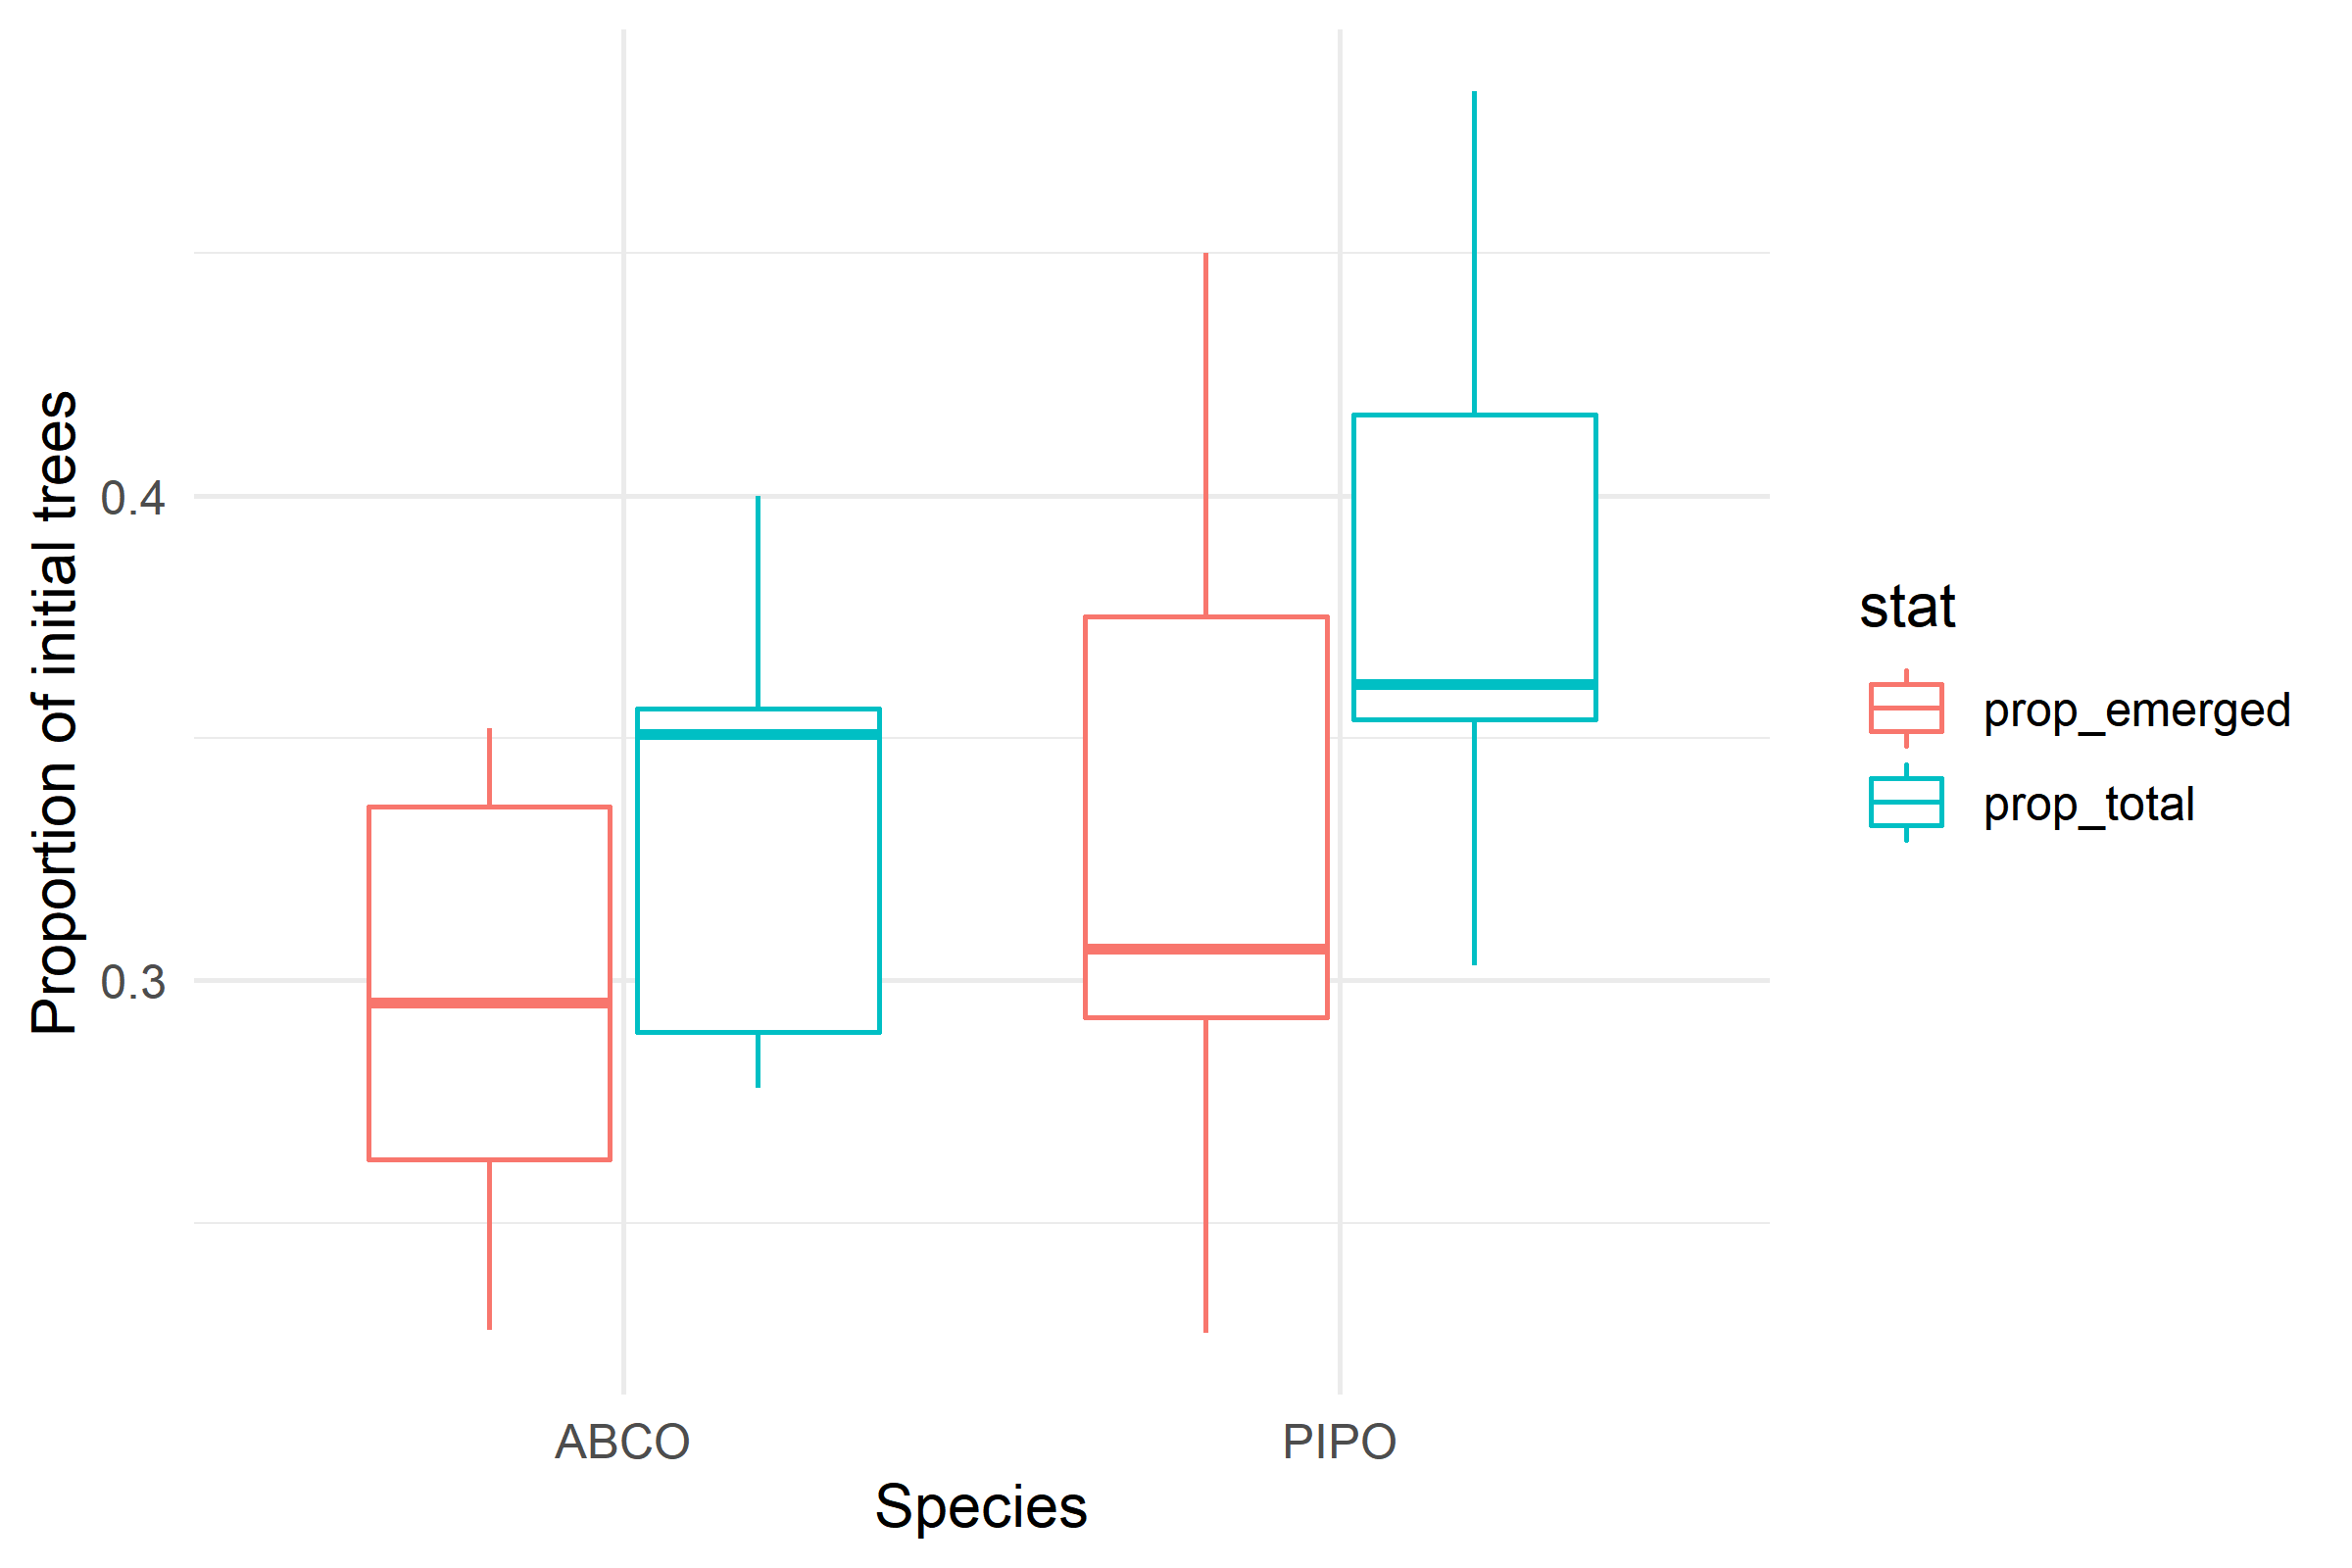 Proportion of initial trees
0.4
0.3
ABCO
PIPO
Species
stat
prop_emerged
prop_total